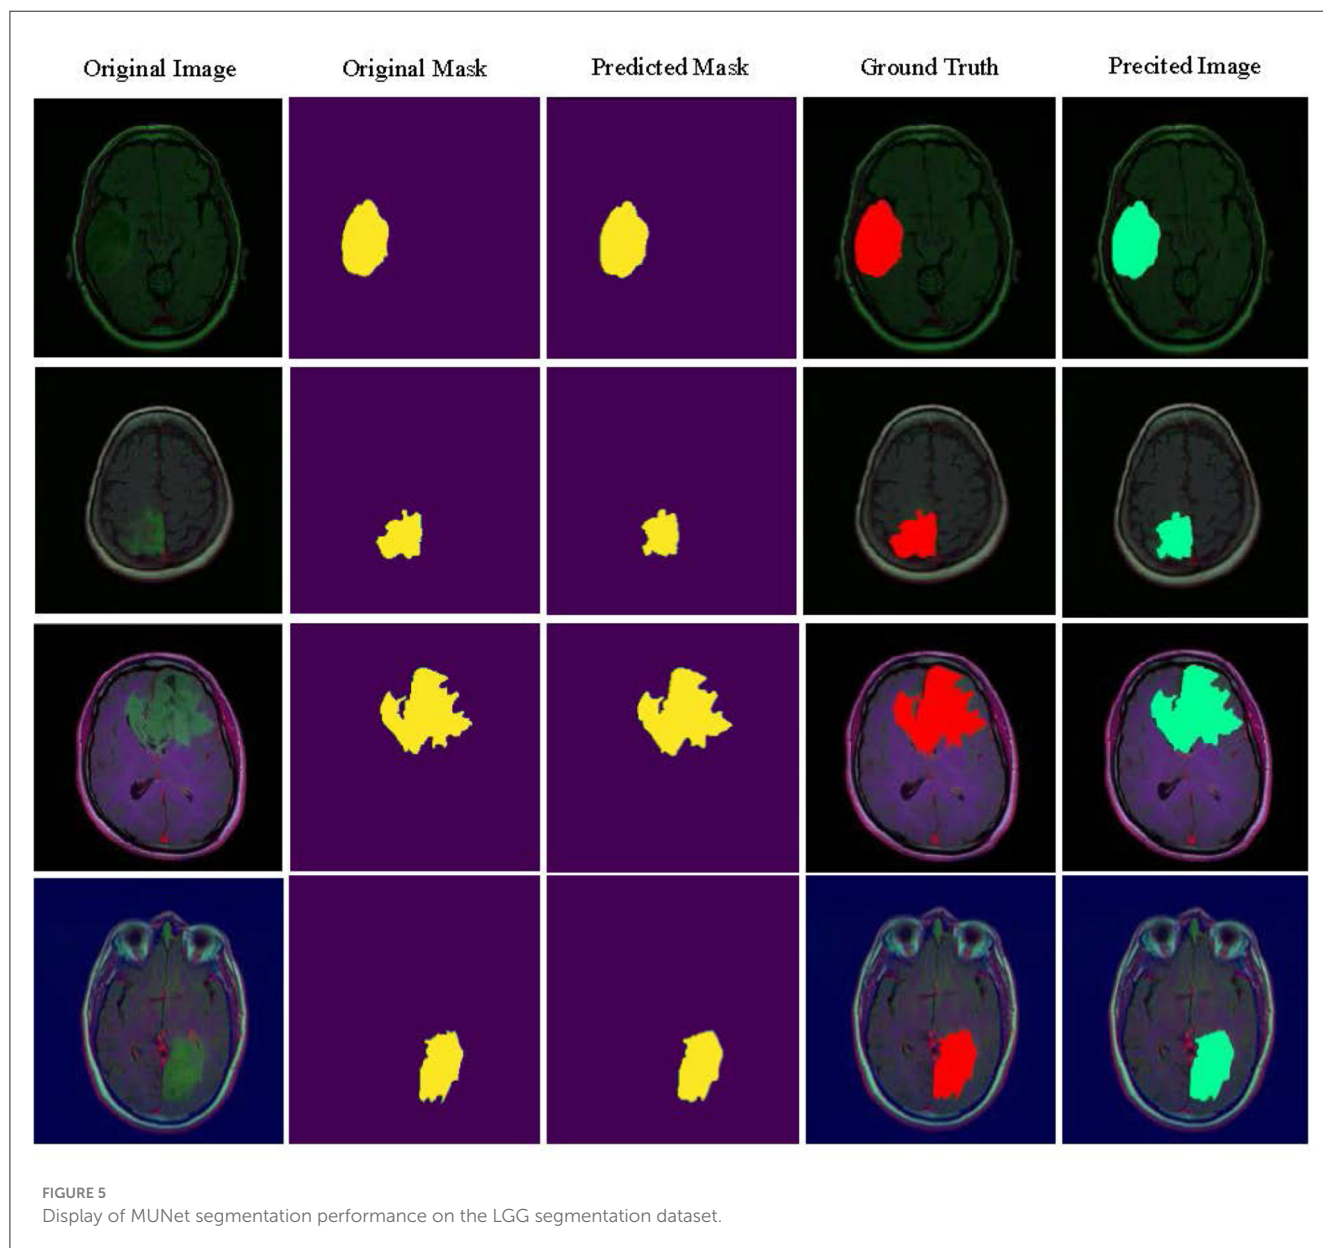 Original Image
Original Mask
Predicted Mask
Ground Truth
Precited Image
FIGURE 5
Display of MUNet segmentation performance on the LGG segmentation dataset.